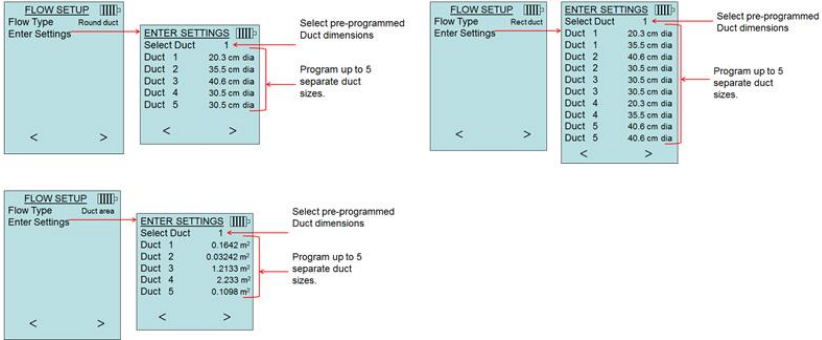 FLOW SETUP
Flow Type Round duct
Enter Settings
<
>
ENTER SETTINGS
Select Duct 1
Duct 1 20.3 cm dia
Duct 2 35.5 cm dia
Duct 3 40.6 cm dia
Duct 4 30.5 cm dia
Duct 5 30.5 cm dia
<
>
Select pre-programmed
Duct dimensions
Program up to 5
separate duct
sizes.
FLOW SETUP
Flow Type Rect duct
Enter Settings
<
>
ENTER SETTINGS
Select Duct 1
Duct 1 20.3 cm dia
Duct 1 35.5 cm dia
Duct 2 40.6 cm dia
Duct 2 30.5 cm dia
Duct 3 30.5 cm dia
Duct 3 30.5 cm dia
Duct 4 20.3 cm dia
Duct 4 35.5 cm dia
Duct 5 40.6 cm dia
Duct 5 40.6 cm dia
<
>
Select pre-programmed
Duct dimensions
Program up to 5
separate duct
sizes.
FLOW SETUP
Flow Type Duct area
Enter Settings
<
>
ENTER SETTINGS
Select Duct 1
Duct 1 0.1642 m²
Duct 2 0.03242 m²
Duct 3 1.2133 m²
Duct 4 2.233 m²
Duct 5 0.1098 m²
<
>
Select pre-programmed
Duct dimensions
Program up to 5
separate duct
sizes.